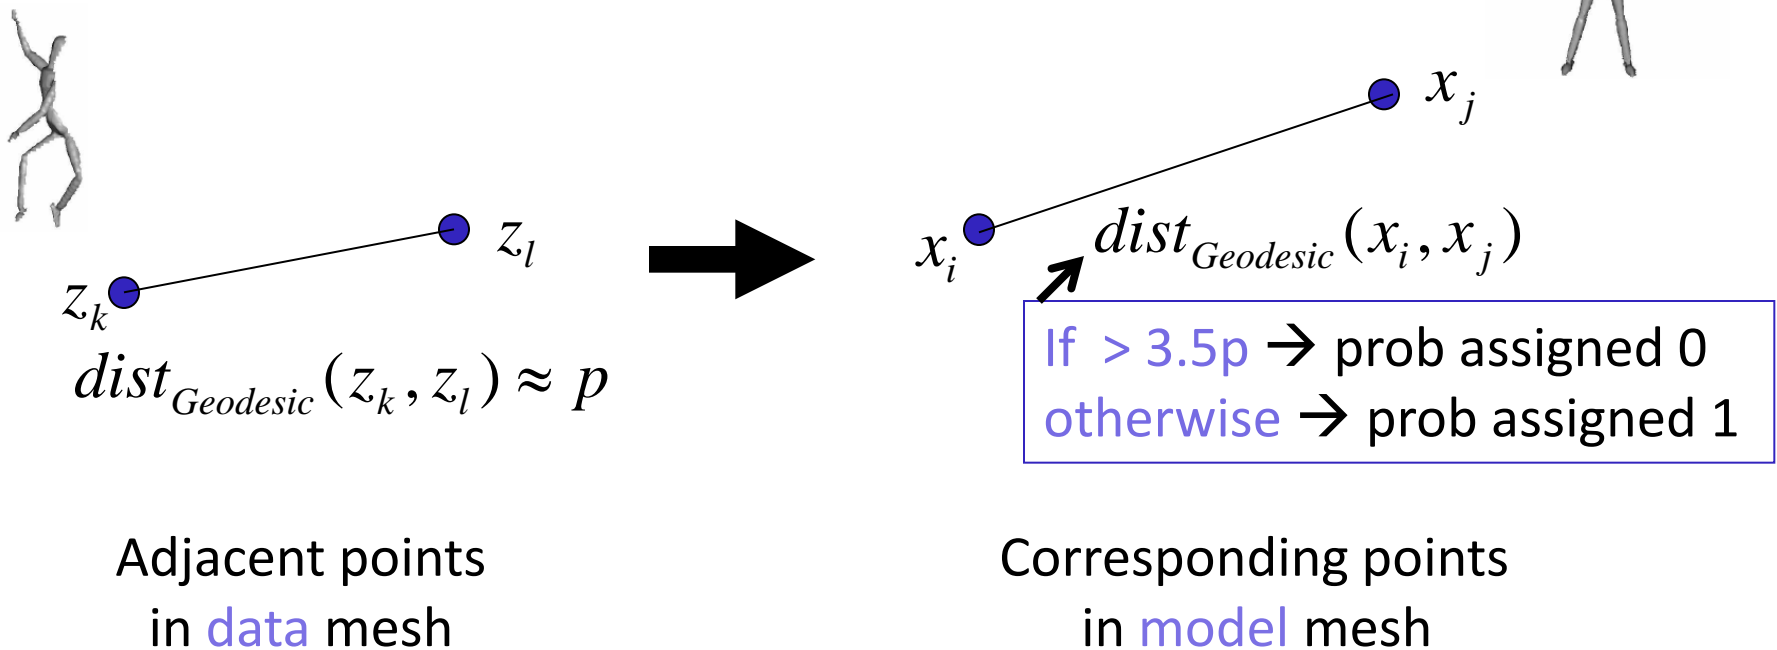 z_k
z_l
dist_Geodesic(z_k, z_l) ≈ p
Adjacent points
in data mesh
x_i
x_j
dist_Geodesic(x_i, x_j)
If > 3.5p → prob assigned 0
otherwise → prob assigned 1
Corresponding points
in model mesh